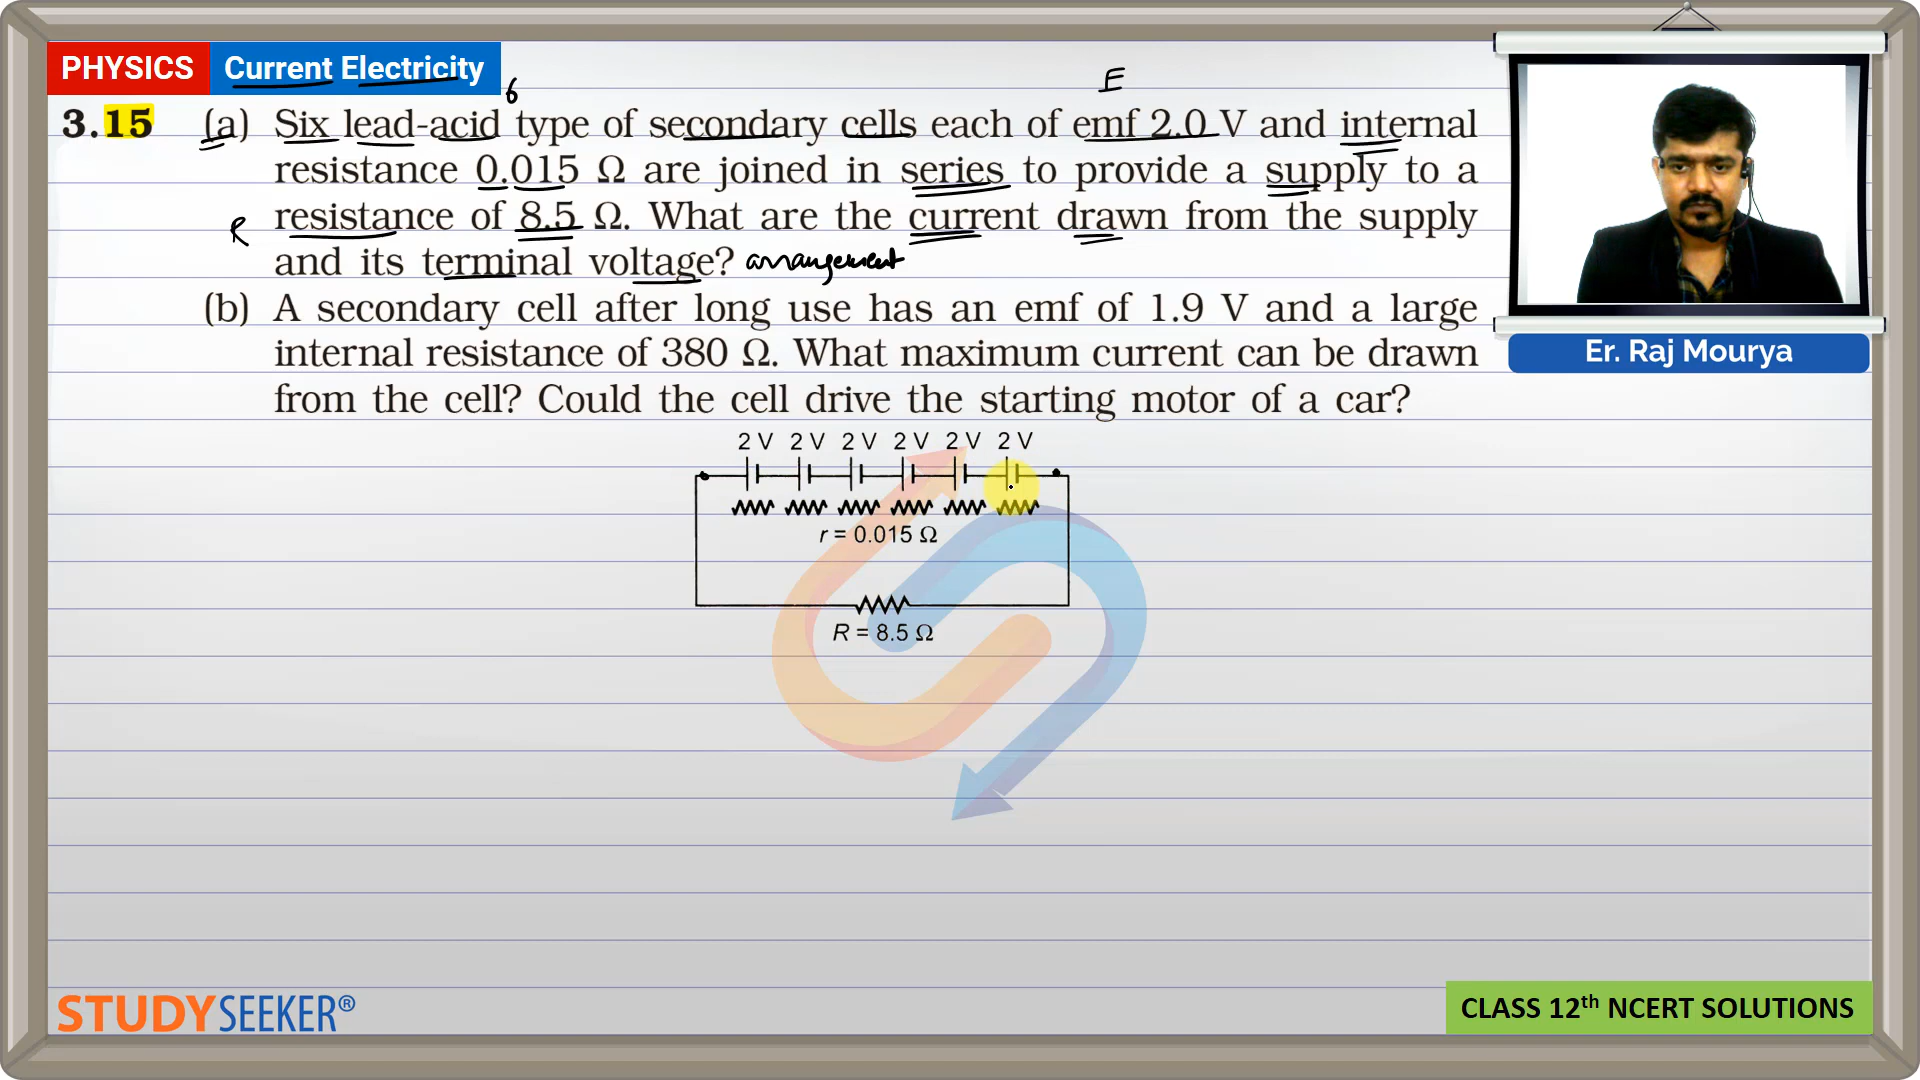 PHYSICS Current Electricity
6
E
3.15 (a) Six lead-acid type of secondary cells each of emf 2.0 V and internal
resistance 0.015 Ω are joined in series to provide a supply to a
R resistance of 8.5 Ω. What are the current drawn from the supply
and its terminal voltage? arrangement
(b) A secondary cell after long use has an emf of 1.9 V and a large
internal resistance of 380 Ω. What maximum current can be drawn
from the cell? Could the cell drive the starting motor of a car?
Er. Raj Mourya
2 V 2 V 2 V 2 V 2 V 2 V
r = 0.015 Ω
R = 8.5 Ω
STUDYSEEKER®
CLASS 12th NCERT SOLUTIONS